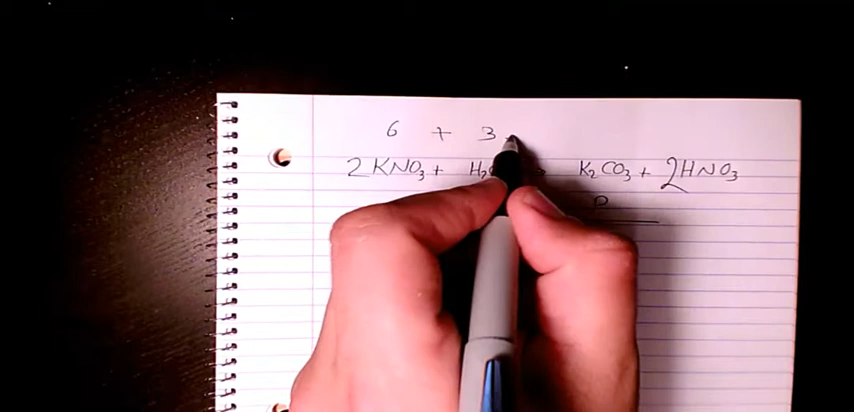 6 + 3
2KNO₃ + H₂ K₂CO₃ + 2HNO₃
P